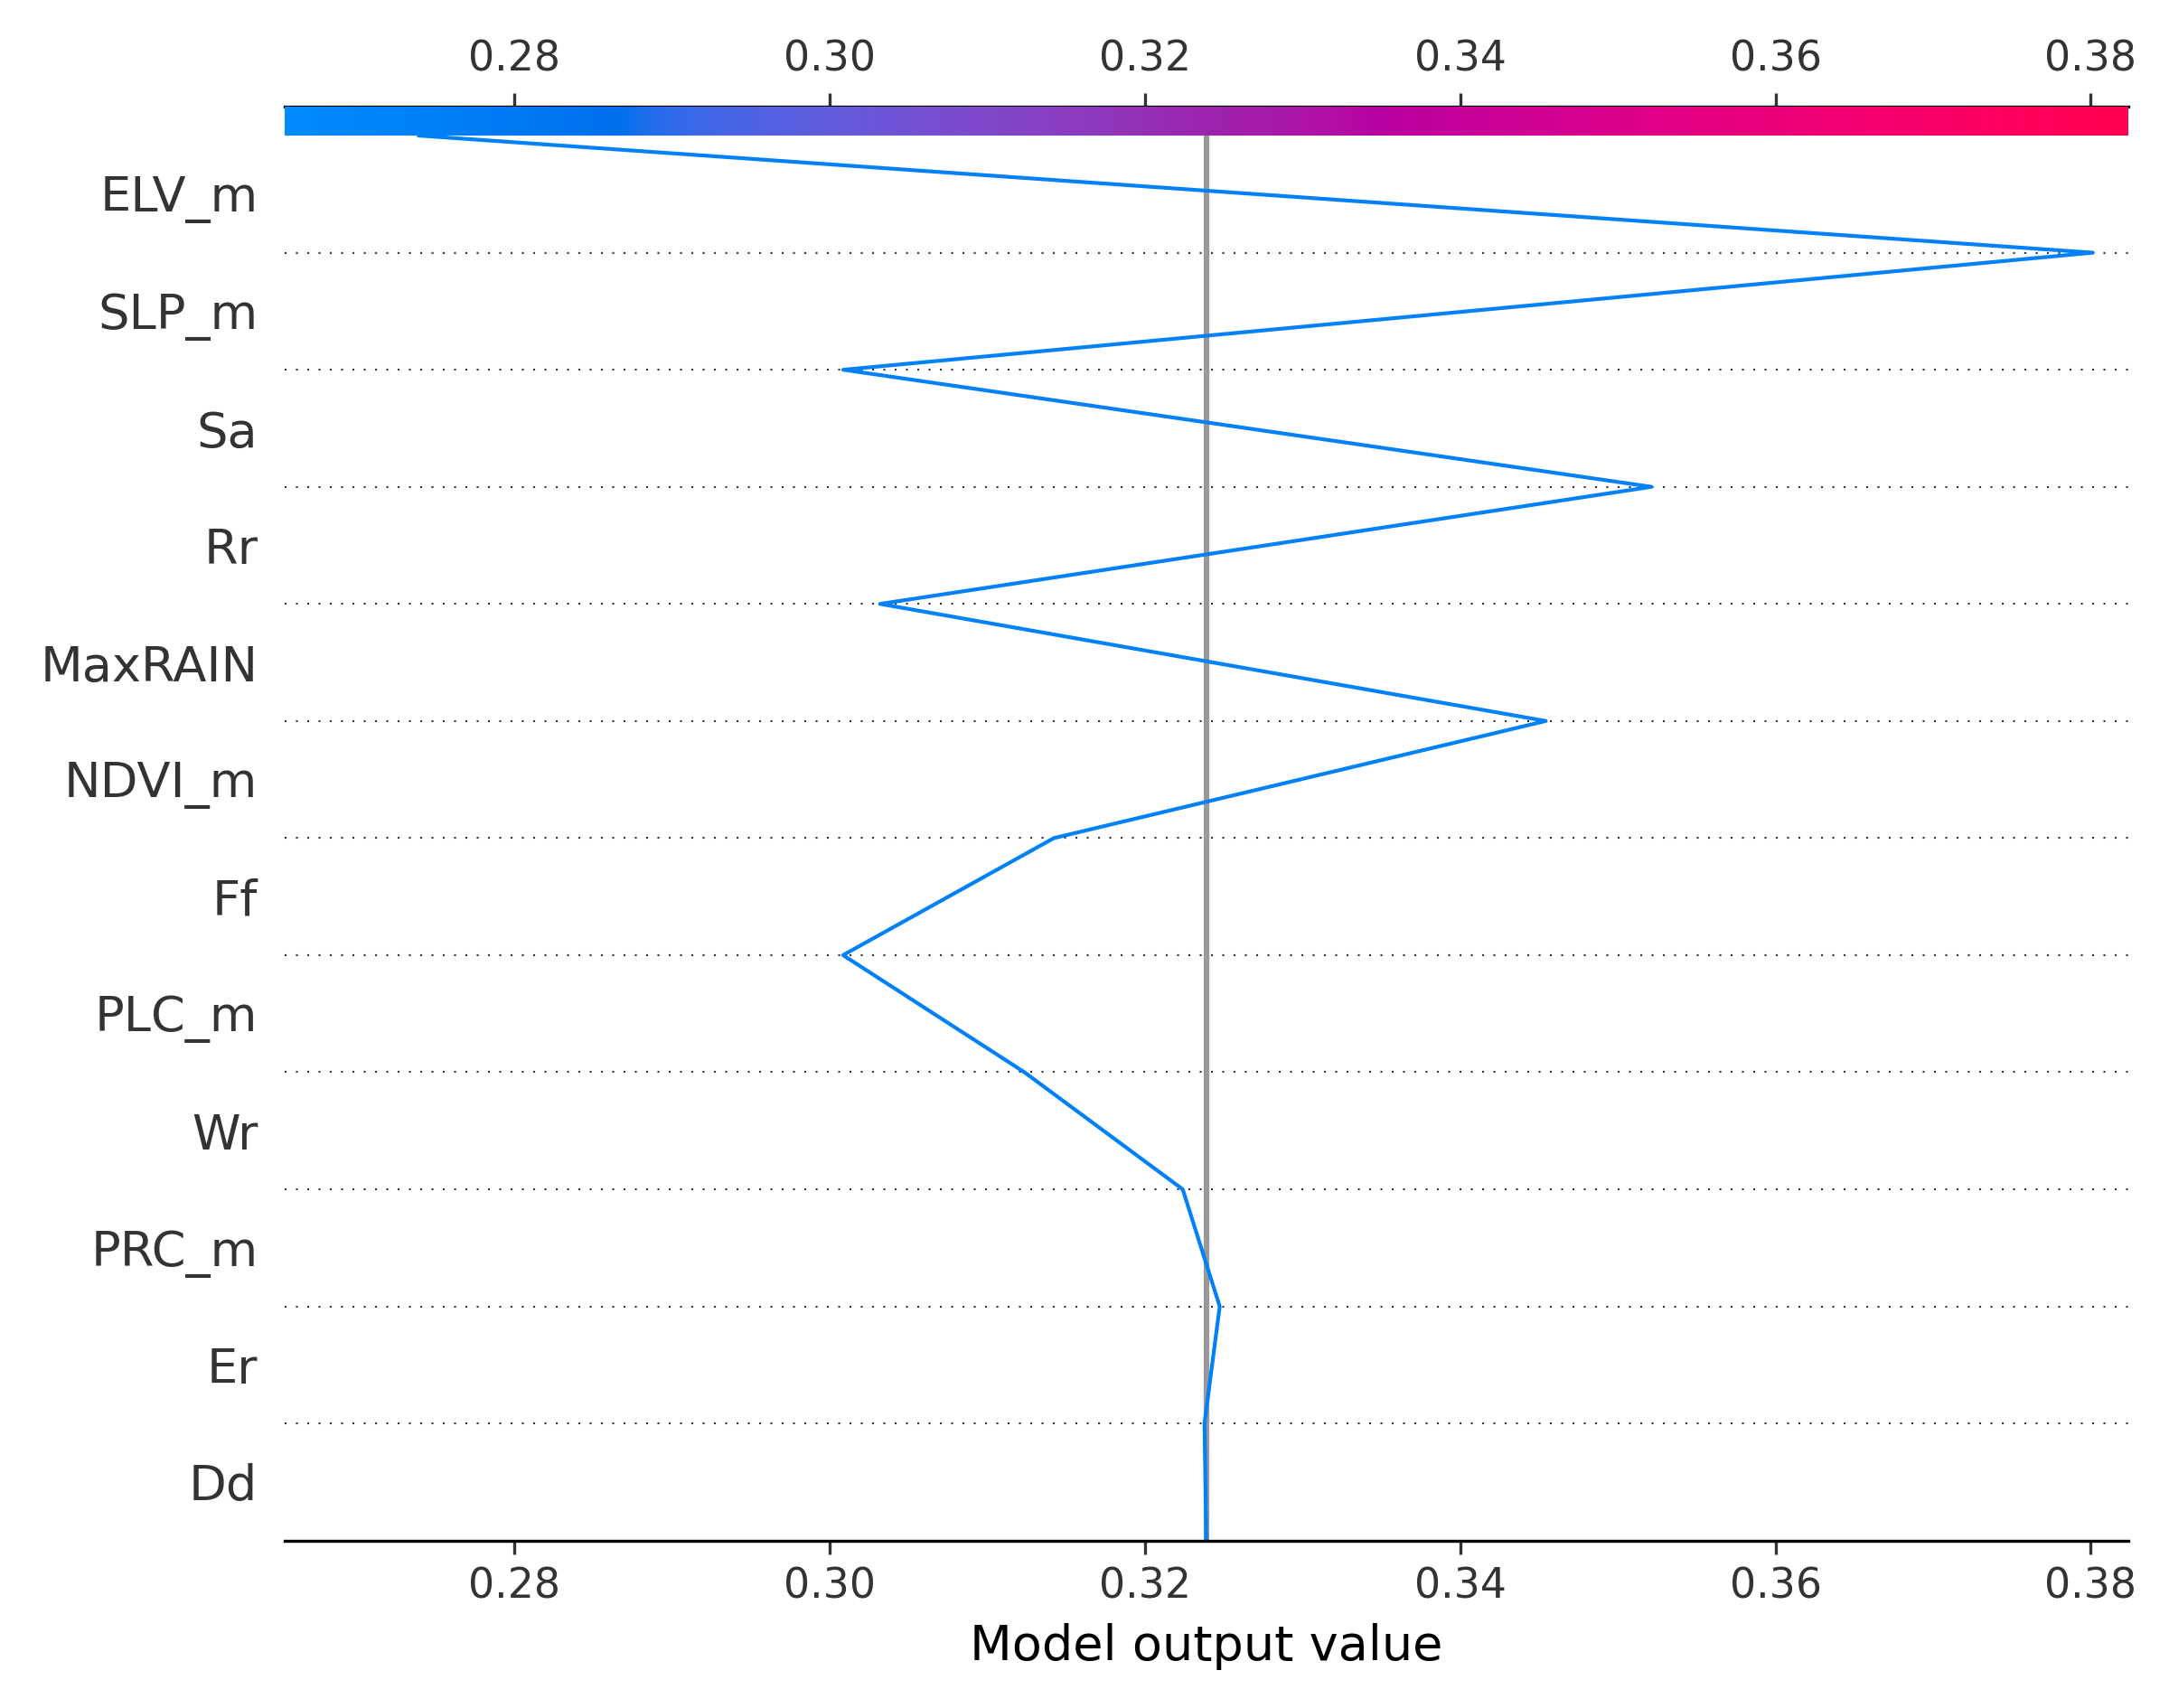 0.28 0.30 0.32 0.34 0.36 0.38
ELV_m
SLP_m
Sa
Rr
MaxRAIN
NDVI_m
Ff
PLC_m
Wr
PRC_m
Er
Dd
0.28 0.30 0.32 0.34 0.36 0.38
Model output value